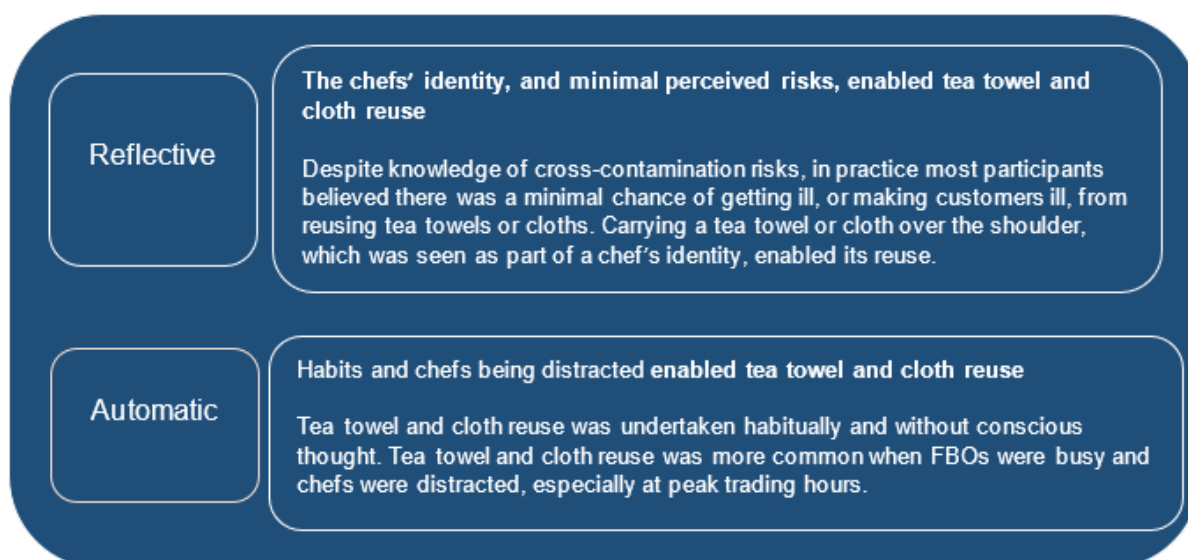 Reflective
The chefs' identity, and minimal perceived risks, enabled tea towel and
cloth reuse
Despite knowledge of cross-contamination risks, in practice most participants
believed there was a minimal chance of getting ill, or making customers ill, from
reusing tea towels or cloths. Carrying a tea towel or cloth over the shoulder,
which was seen as part of a chef's identity, enabled its reuse.
Automatic
Habits and chefs being distracted enabled tea towel and cloth reuse
Tea towel and cloth reuse was undertaken habitually and without conscious
thought. Tea towel and cloth reuse was more common when FBOs were busy and
chefs were distracted, especially at peak trading hours.